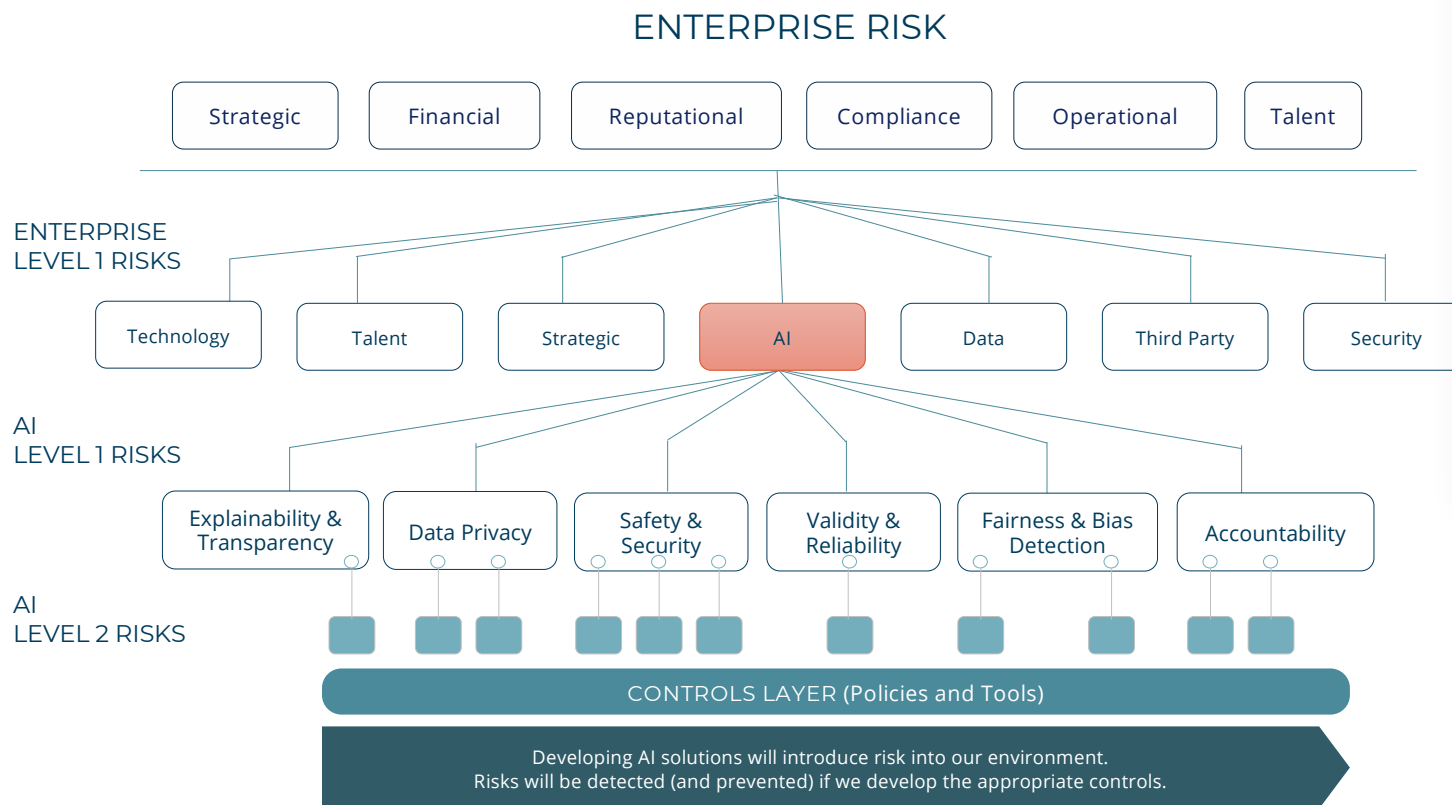 ENTERPRISE RISK
Strategic
Financial
Reputational
Compliance
Operational
Talent
ENTERPRISE
LEVEL 1 RISKS
Technology
Talent
Strategic
AI
Data
Third Party
Security
AI
LEVEL 1 RISKS
Explainability &
Transparency
Data Privacy
Safety &
Security
Validity &
Reliability
Fairness & Bias
Detection
Accountability
AI
LEVEL 2 RISKS
CONTROLS LAYER (Policies and Tools)
Developing AI solutions will introduce risk into our environment.
Risks will be detected (and prevented) if we develop the appropriate controls.